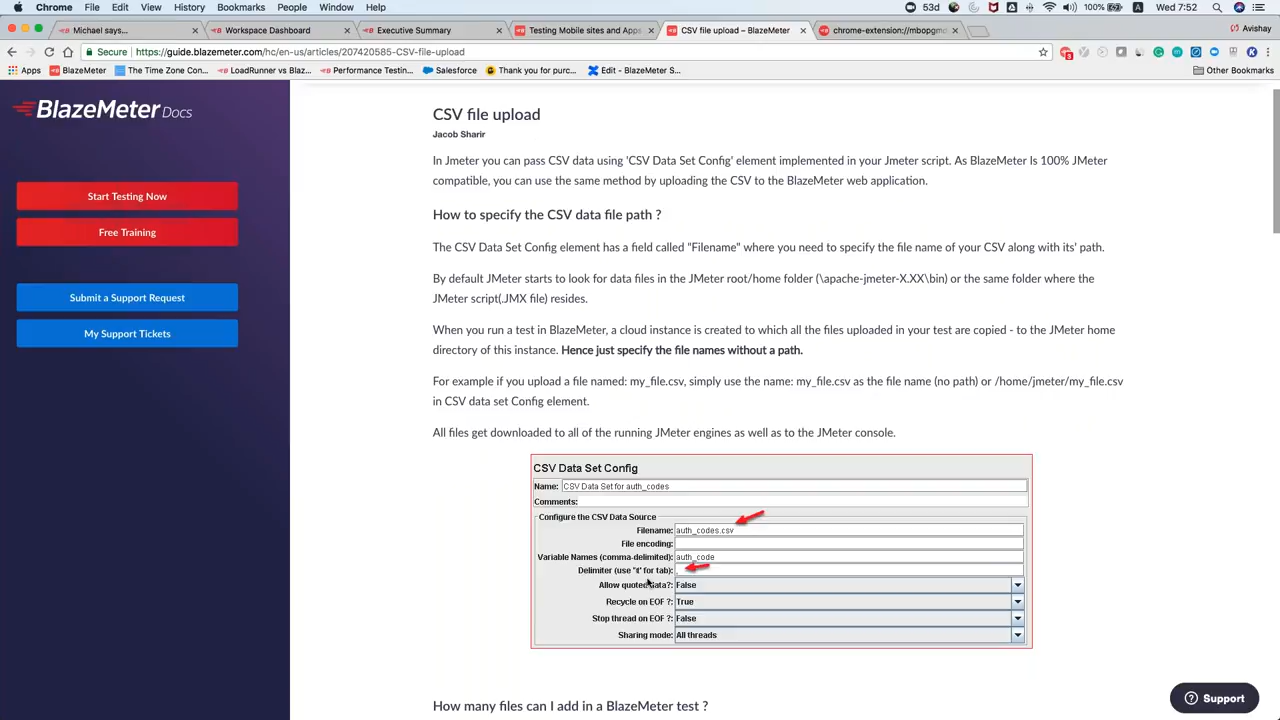 Chrome File Edit View History Bookmarks People Window Help 53d 100% Wed 7:52
Michael says... Workspace Dashboard Executive Summary Testing Mobile sites and Apps CSV file upload – BlazeMeter chrome-extension://mbopgmd Avishay
Secure https://guide.blazemeter.com/hc/en-us/articles/207420585-CSV-file-upload
Apps BlazeMeter The Time Zone Con... LoadRunner vs Blaz... Performance Testin... Salesforce Thank you for purc... Edit - BlazeMeter S... Other Bookmarks
BlazeMeter Docs
Start Testing Now
Free Training
Submit a Support Request
My Support Tickets
CSV file upload
Jacob Sharir
In Jmeter you can pass CSV data using 'CSV Data Set Config' element implemented in your Jmeter script. As BlazeMeter Is 100% JMeter
compatible, you can use the same method by uploading the CSV to the BlazeMeter web application.
How to specify the CSV data file path ?
The CSV Data Set Config element has a field called "Filename" where you need to specify the file name of your CSV along with its' path.
By default JMeter starts to look for data files in the JMeter root/home folder (\apache-jmeter-X.XX\bin) or the same folder where the
JMeter script(.JMX file) resides.
When you run a test in BlazeMeter, a cloud instance is created to which all the files uploaded in your test are copied - to the JMeter home
directory of this instance. Hence just specify the file names without a path.
For example if you upload a file named: my_file.csv, simply use the name: my_file.csv as the file name (no path) or /home/jmeter/my_file.csv
in CSV data set Config element.
All files get downloaded to all of the running JMeter engines as well as to the JMeter console.
CSV Data Set Config
Name: CSV Data Set for auth_codes
Comments:
Configure the CSV Data Source
Filename: auth_codes.csv
File encoding:
Variable Names (comma-delimited): auth_code
Delimiter (use '\t' for tab): ,
Allow quoted data?: False
Recycle on EOF ?: True
Stop thread on EOF ?: False
Sharing mode: All threads
How many files can I add in a BlazeMeter test ?
Support